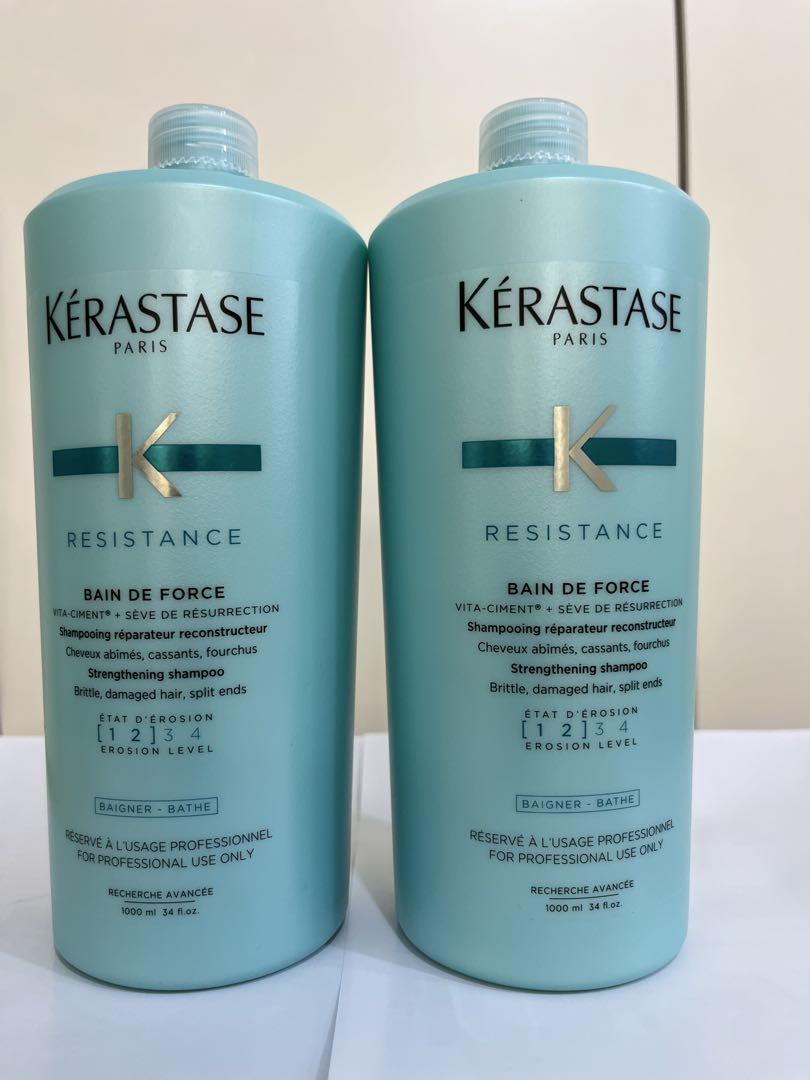 KÉRASTASE
PARIS
K
RESISTANCE
BAIN DE FORCE
VITA-CIMENT® + SÈVE DE RÉSURRECTION
Shampooing réparateur reconstructeur
Cheveux abîmés, cassants, fourchus
Strengthening shampoo
Brittle, damaged hair, split ends
ÉTAT D'ÉROSION
[1 2] 3 4
EROSION LEVEL
BAIGNER - BATHE
RÉSERVÉ À L'USAGE PROFESSIONNEL
FOR PROFESSIONAL USE ONLY
RECHERCHE AVANCÉE
1000 ml 34 fl.oz.
KÉRASTASE
PARIS
K
RESISTANCE
BAIN DE FORCE
VITA-CIMENT® + SÈVE DE RÉSURRECTION
Shampooing réparateur reconstructeur
Cheveux abîmés, cassants, fourchus
Strengthening shampoo
Brittle, damaged hair, split ends
ÉTAT D'ÉROSION
[1 2] 3 4
EROSION LEVEL
BAIGNER - BATHE
RÉSERVÉ À L'USAGE PROFESSIONNEL
FOR PROFESSIONAL USE ONLY
RECHERCHE AVANCÉE
1000 ml 34 fl.oz.